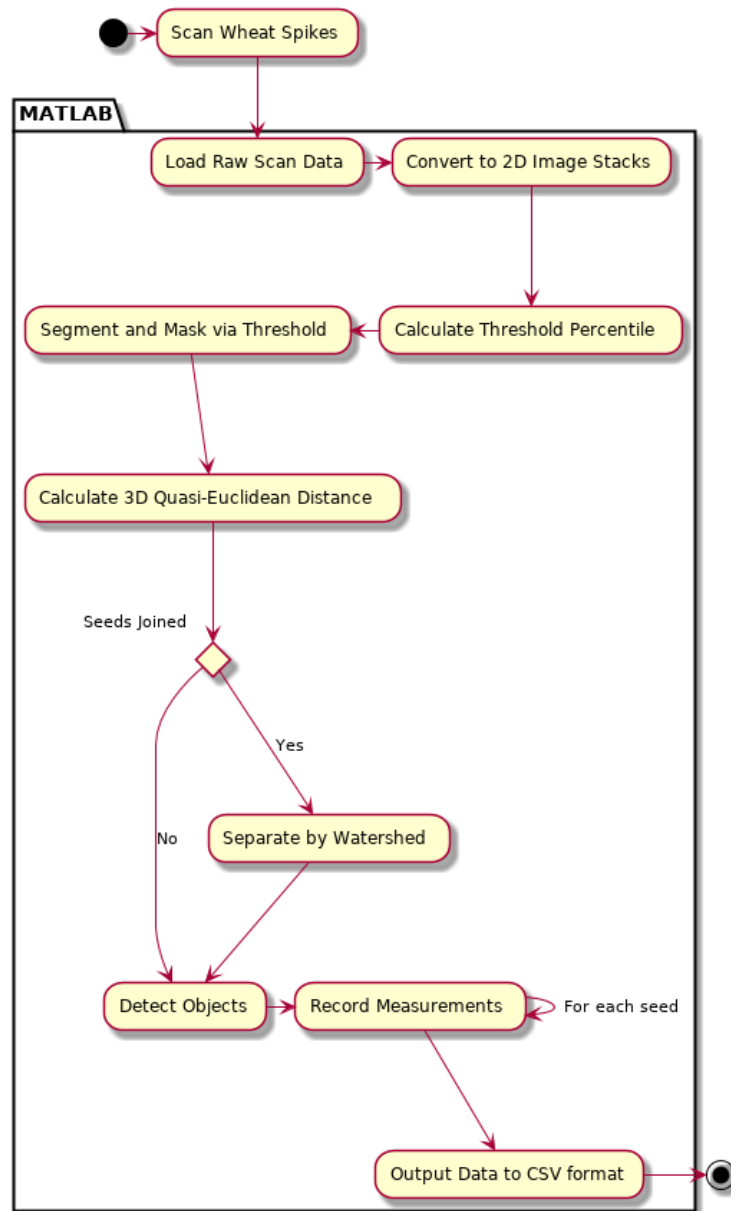 Scan Wheat Spikes
MATLAB
Load Raw Scan Data
Convert to 2D Image Stacks
Calculate Threshold Percentile
Segment and Mask via Threshold
Calculate 3D Quasi-Euclidean Distance
Seeds Joined
Yes
Separate by Watershed
No
Detect Objects
Record Measurements
For each seed
Output Data to CSV format